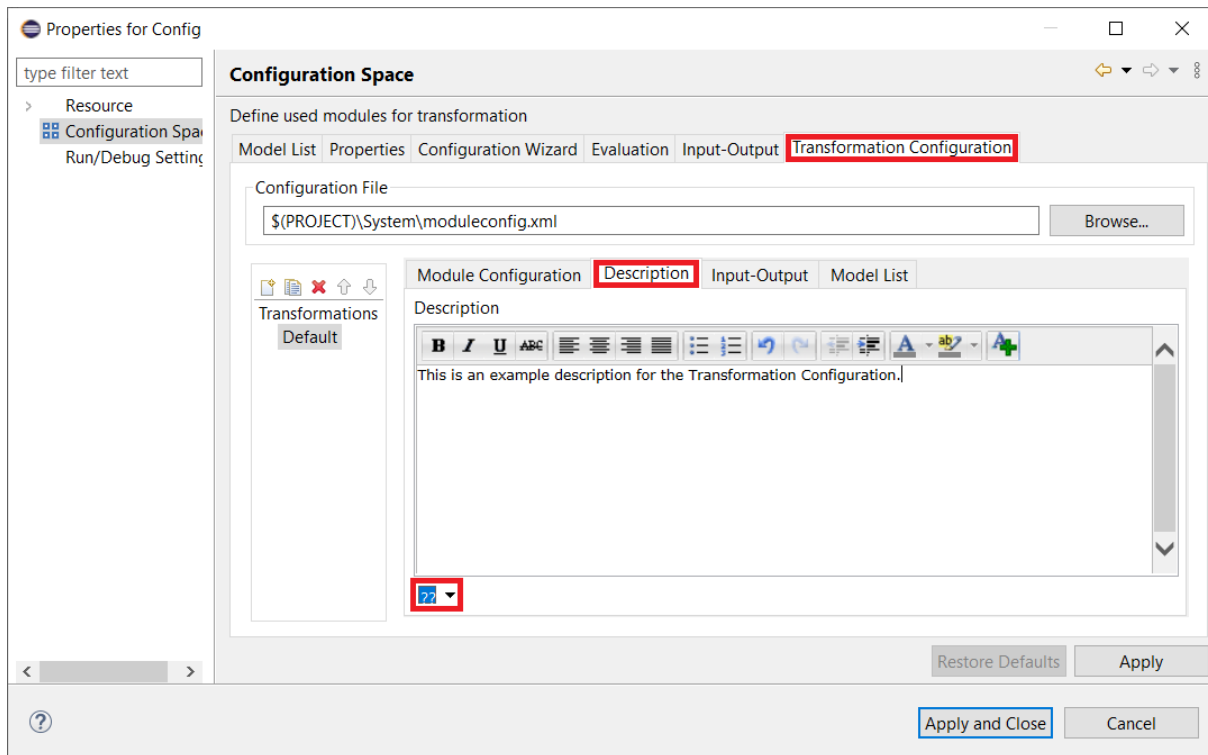 Properties for Config
type filter text
Resource
Configuration Spa
Run/Debug Setting
Configuration Space
Define used modules for transformation
Model List Properties Configuration Wizard Evaluation Input-Output Transformation Configuration
Configuration File
$(PROJECT)\System\moduleconfig.xml Browse...
Transformations
Default
Module Configuration Description Input-Output Model List
Description
B I U ABC A ab A
This is an example description for the Transformation Configuration.
??
Restore Defaults Apply
? Apply and Close Cancel